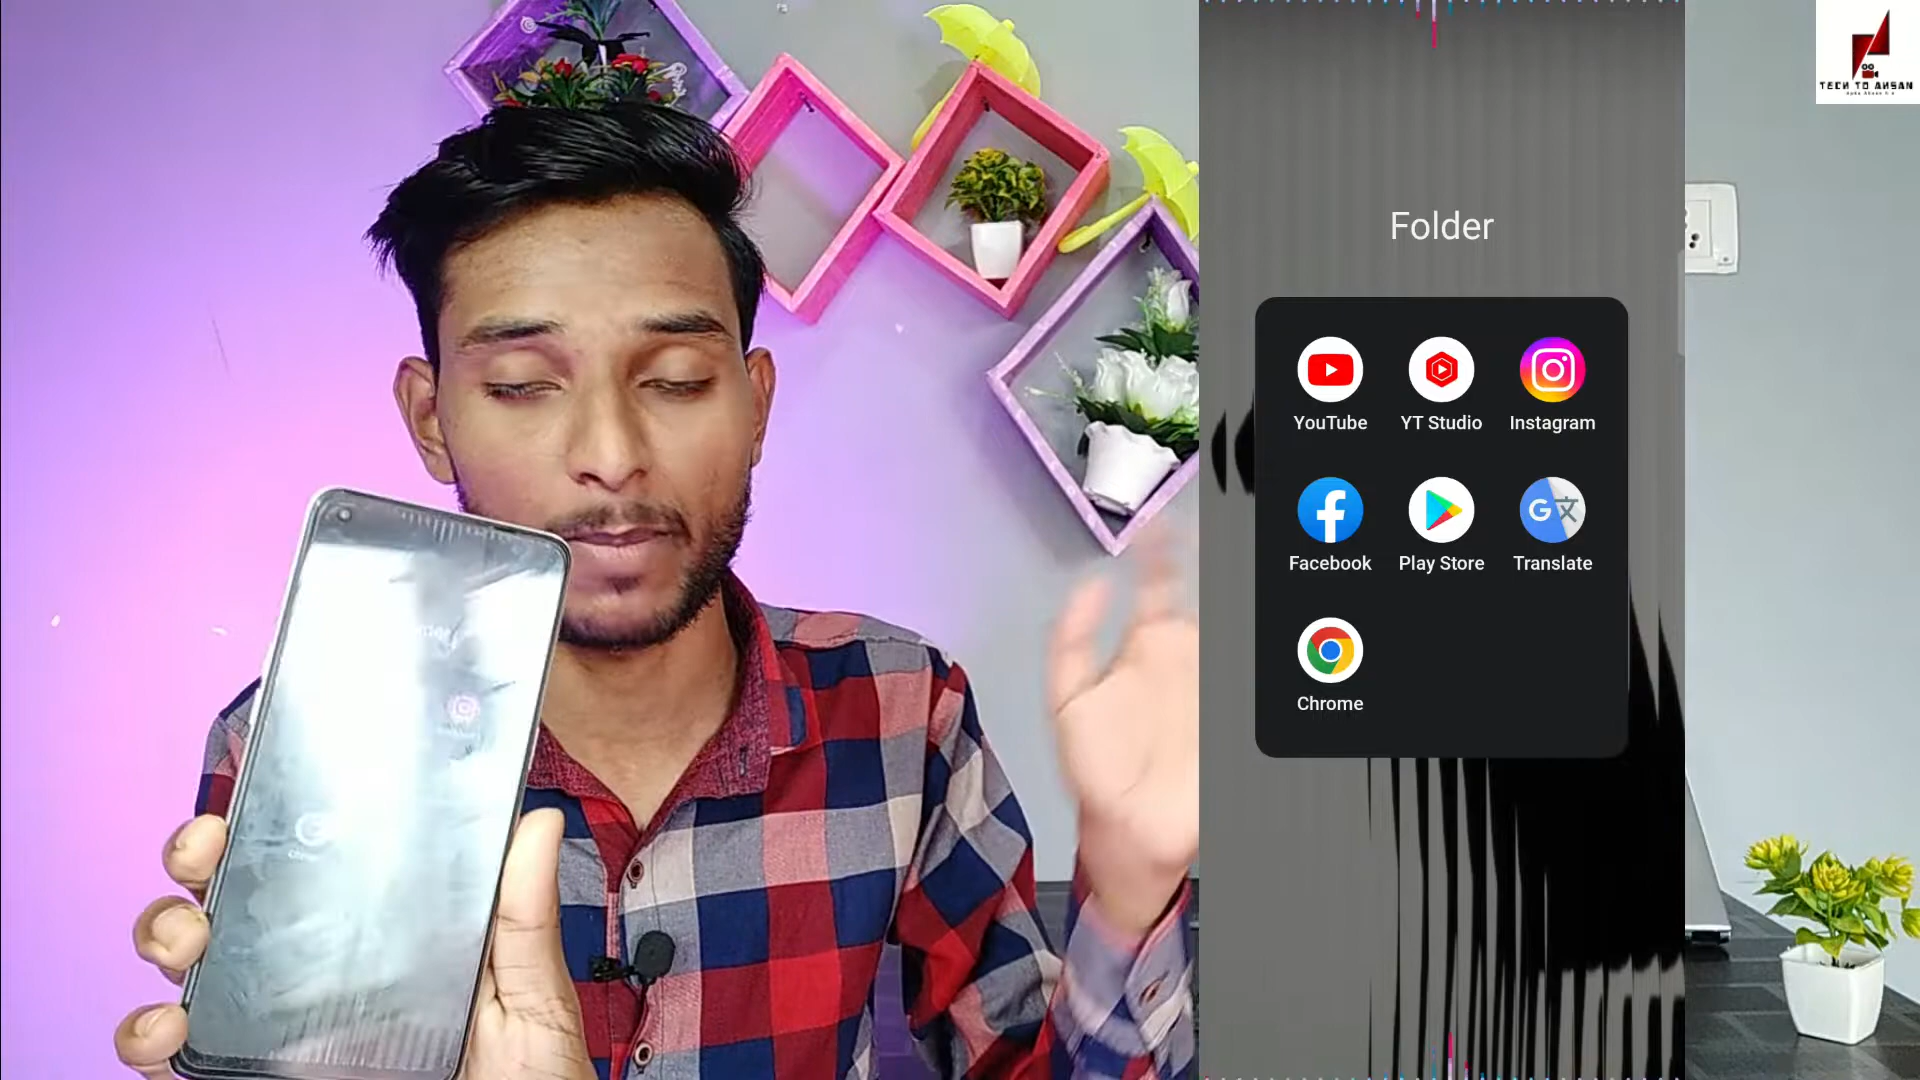 Folder
YouTube
YT Studio
Instagram
Facebook
Play Store
Translate
Chrome
TECH TO AHSAN